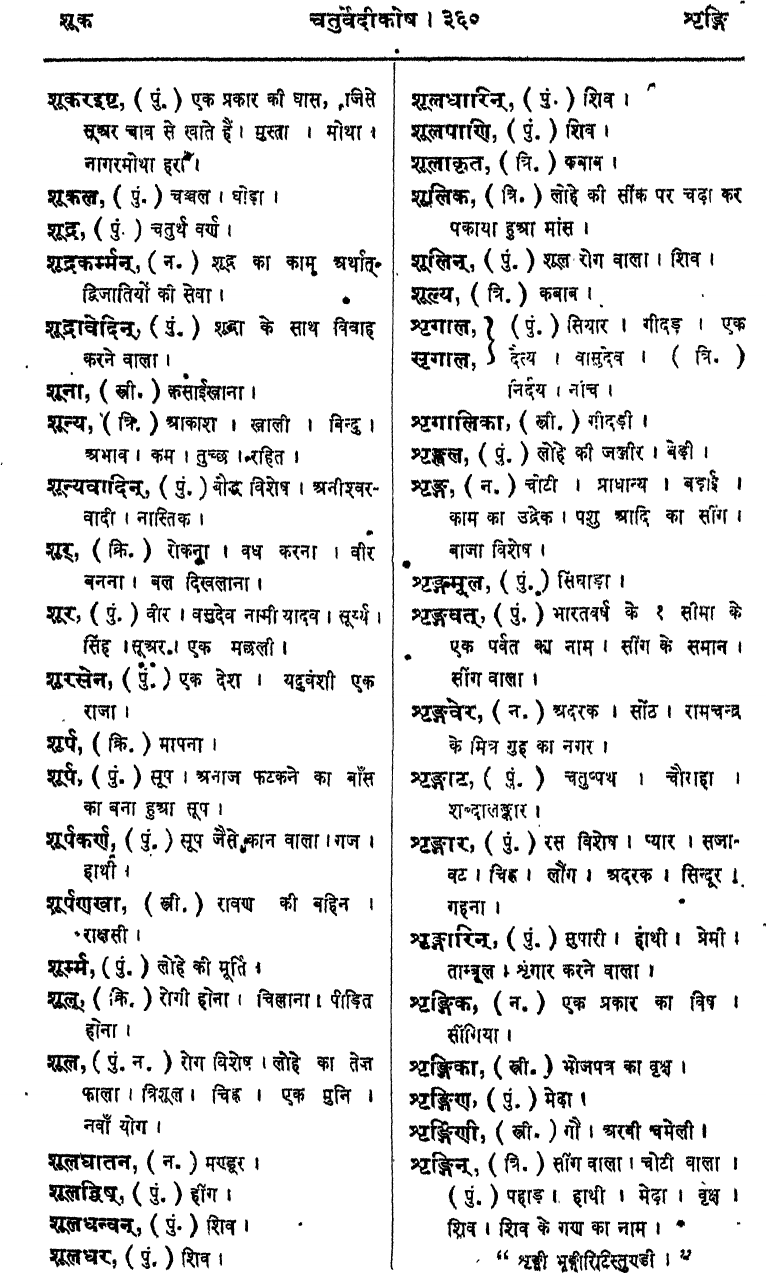 शूक चतुर्वेदीकोष । ३६० शृङ्गि
शूकरइष्ट, ( पुं. ) एक प्रकार की घास, जिसे
सूअर चाव से खाते हैं । मुस्ता । मोथा ।
नागरमोथा हरा ।
शूकल, ( पुं. ) चञ्चल । घोड़ा ।
शूद्र, ( पुं. ) चतुर्थ वर्ण ।
शूद्रकर्म्मन्, ( न. ) शूद्र का काम अर्थात्-
द्विजातियों की सेवा ।
शूद्रावेदिन्, ( पुं. ) शूद्रा के साथ विवाह
करने वाला ।
शूना, ( स्त्री. ) कसाईखाना ।
शून्य, ( त्रि. ) आकाश । खाली । बिन्दु ।
अभाव । कम । तुच्छ । रहित ।
शून्यवादिन्, ( पुं. ) बौद्ध विशेष । अनीश्वर-
वादी । नास्तिक ।
शूर्, ( क्रि. ) रोकना । वध करना । वीर
बनना । बल दिखलाना ।
शूर, ( पुं. ) वीर । वसुदेव नामी यादव । सूर्य्य ।
सिंह । सूअर । एक मछली ।
शूरसेन, ( पुं. ) एक देश । यदुवंशी एक
राजा ।
शूर्प, ( क्रि. ) मापना ।
शूर्प, ( पुं. ) सूप । अनाज फटकने का बाँस
का बना हुआ सूप ।
शूर्पकर्ण, ( पुं. ) सूप जैसे कान वाला । गज ।
हाथी ।
शूर्पणखा, ( स्त्री. ) रावण की बहिन ।
राक्षसी ।
शूर्म्म, ( पुं. ) लोहे की मूर्ति ।
शूल्, ( क्रि. ) रोगी होना । चिल्लाना । पीड़ित
होना ।
शूल, ( पुं. न. ) रोग विशेष । लोहे का तेज
फाला । त्रिशूल । चिह्न । एक मुनि ।
नवाँ योग ।
शूलघातन, ( न. ) मण्डूर ।
शूलद्विष्, ( पुं. ) हींग ।
शूलधन्वन्, ( पुं. ) शिव ।
शूलधर, ( पुं. ) शिव ।
शूलधारिन्, ( पुं. ) शिव ।
शूलपाणि, ( पुं. ) शिव ।
शूलाकृत, ( त्रि. ) कबाब ।
शूलिक, ( त्रि. ) लोहे की सींक पर चढ़ा कर
पकाया हुआ मांस ।
शूलिन्, ( पुं. ) शूल रोग वाला । शिव ।
शूल्य, ( त्रि. ) कबाब ।
शृगाल, } ( पुं. ) सियार । गीदड़ । एक
सृगाल, } दैत्य । वासुदेव । ( त्रि. )
निर्दय । नीच ।
शृगालिका, ( स्त्री. ) गीदड़ी ।
शृङ्खल, ( पुं. ) लोहे की जञ्जीर । बेड़ी ।
शृङ्ग, ( न. ) चोटी । प्राधान्य । बड़ाई ।
काम का उद्रेक । पशु आदि का सींग ।
बाजा विशेष ।
शृङ्गमूल, ( पुं. ) सिंघाड़ा ।
शृङ्गवत्, ( पुं. ) भारतवर्ष के १ सीमा के
एक पर्वत का नाम । सींग के समान ।
सींग वाला ।
शृङ्गवेर, ( न. ) अदरक । सोंठ । रामचन्द्र
के मित्र गुह का नगर ।
शृङ्गाट, ( पुं. ) चतुष्पथ । चौराहा ।
शब्दालङ्कार ।
शृङ्गार, ( पुं. ) रस विशेष । प्यार । सजा-
वट । चिह्न । लौंग । अदरक । सिन्दूर ।
गहना ।
शृङ्गारिन्, ( पुं. ) सुपारी । हाथी । प्रेमी ।
ताम्बूल । शृंगार करने वाला ।
शृङ्गिक, ( न. ) एक प्रकार का विष ।
सींगिया ।
शृङ्गिका, ( स्त्री. ) भोजपत्र का वृक्ष ।
शृङ्गिण, ( पुं. ) मेढ़ा ।
शृङ्गिणी, ( स्त्री. ) गौ । अरबी चमेली ।
शृङ्गिन्, ( त्रि. ) सींग वाला । चोटी वाला ।
( पुं. ) पहाड़ । हाथी । मेढ़ा । वृक्ष ।
शिव । शिव के गण का नाम ।
“ शृङ्गी भृङ्गीरिटिस्तुण्डी । ”